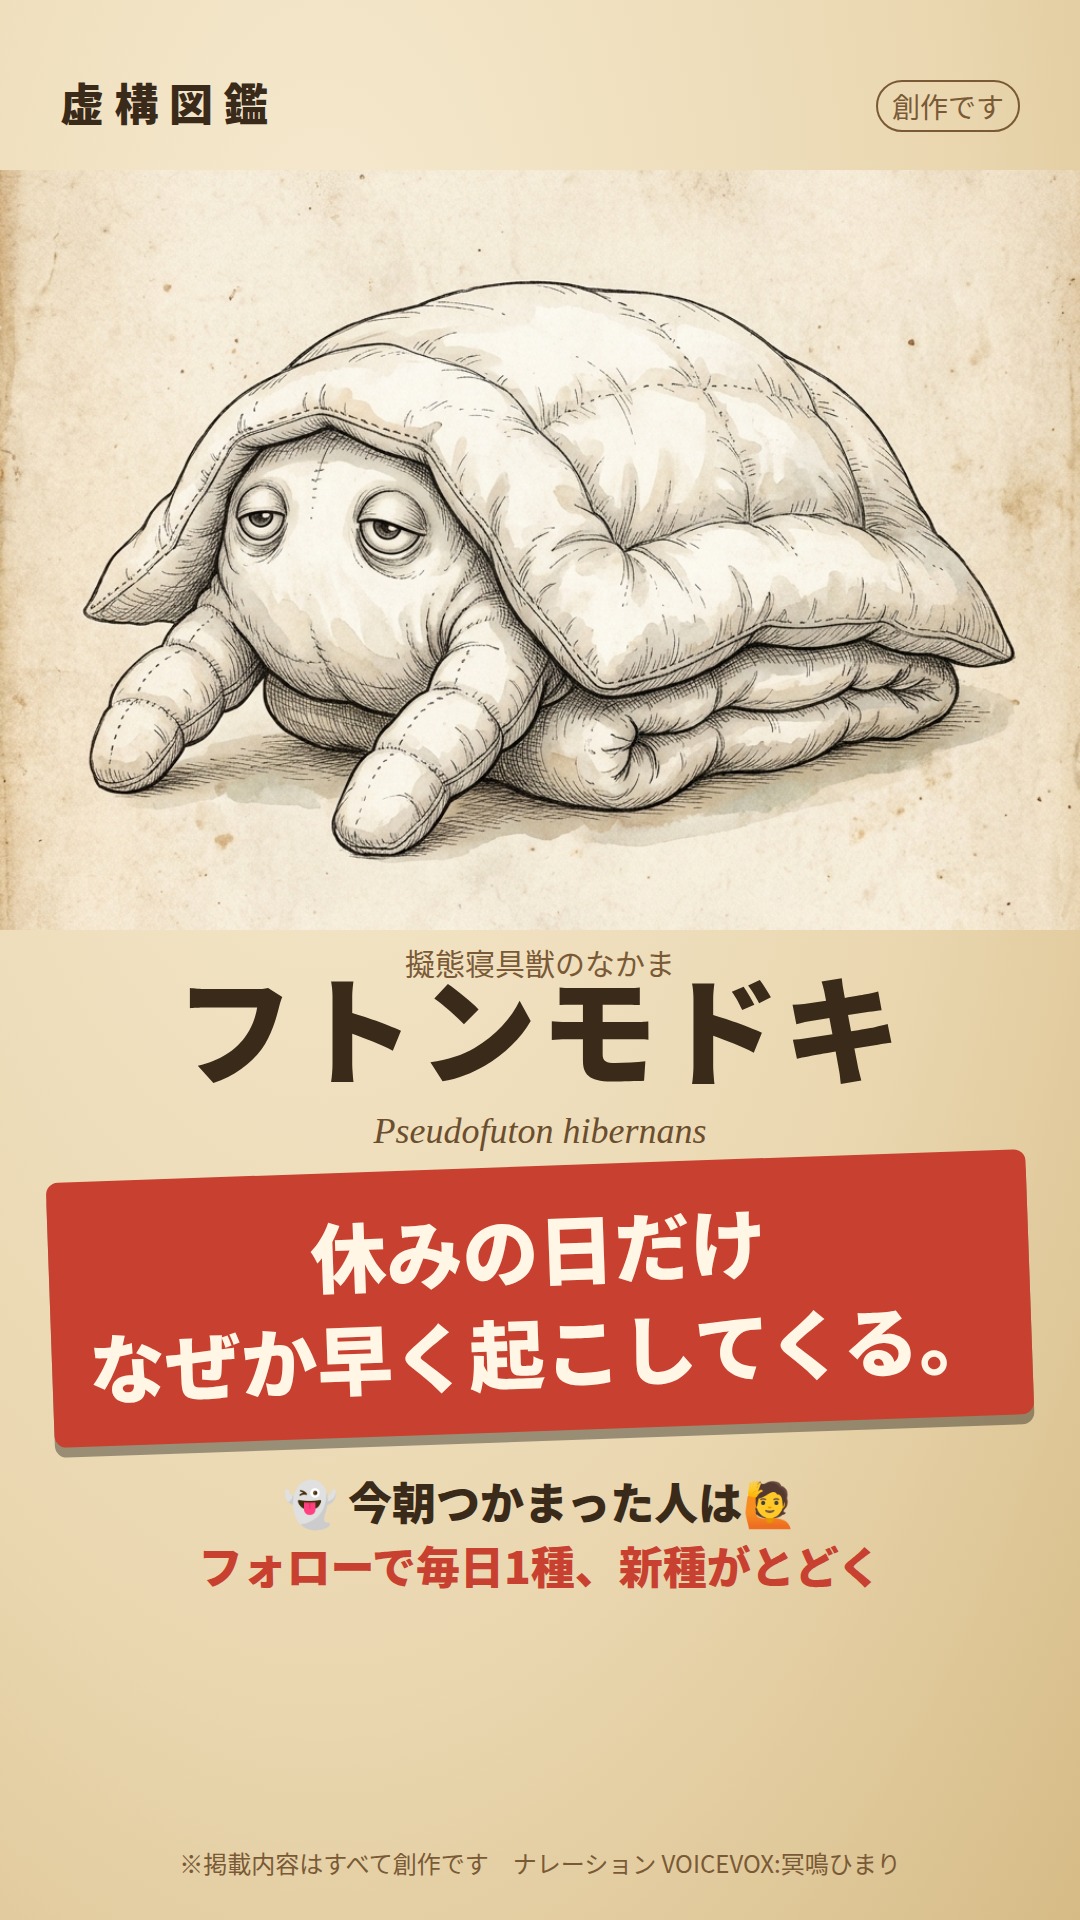 虚構図鑑
創作です
擬態寝具獣のなかま
フトンモドキ
Pseudofuton hibernans
休みの日だけ
なぜか早く起こしてくる。
👻 今朝つかまった人は🙋
フォローで毎日1種、新種がとどく
※掲載内容はすべて創作です　ナレーション VOICEVOX:冥鳴ひまり